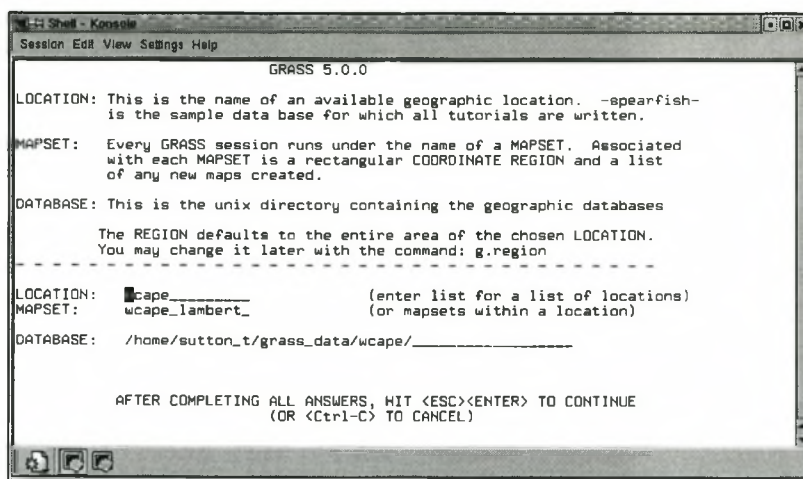 Shell - Konsole
Session Edit View Settings Help
GRASS 5.0.0
LOCATION: This is the name of an available geographic location. -spearfish-
is the sample data base for which all tutorials are written.
MAPSET: Every GRASS session runs under the name of a MAPSET. Associated
with each MAPSET is a rectangular COORDINATE REGION and a list
of any new maps created.
DATABASE: This is the unix directory containing the geographic databases
The REGION defaults to the entire area of the chosen LOCATION.
You may change it later with the command: g.region
- - - - - - - - - - - - - - - - - - - - - - - - - - - - - - - - - - - - - -
LOCATION: wcape__________ (enter list for a list of locations)
MAPSET: wcape_lambert_ (or mapsets within a location)
DATABASE: /home/sutton_t/grass_data/wcape/____________________
AFTER COMPLETING ALL ANSWERS, HIT <ESC><ENTER> TO CONTINUE
(OR <Ctrl-C> TO CANCEL)